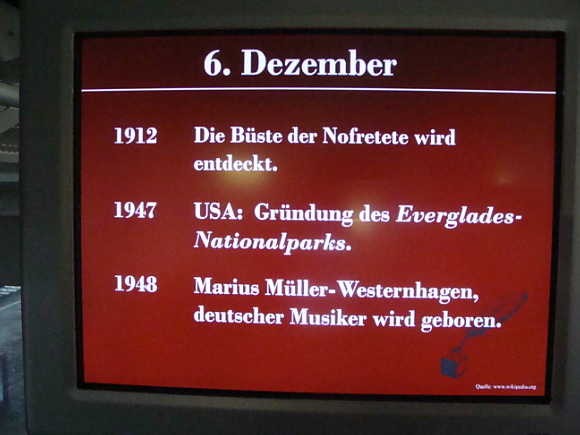 6. Dezember
1912 Die Büste der Nofretete wird
entdeckt.
1947 USA: Gründung des Everglades-
Nationalparks.
1948 Marius Müller-Westernhagen,
deutscher Musiker wird geboren.
Quelle: www.wikipedia.org